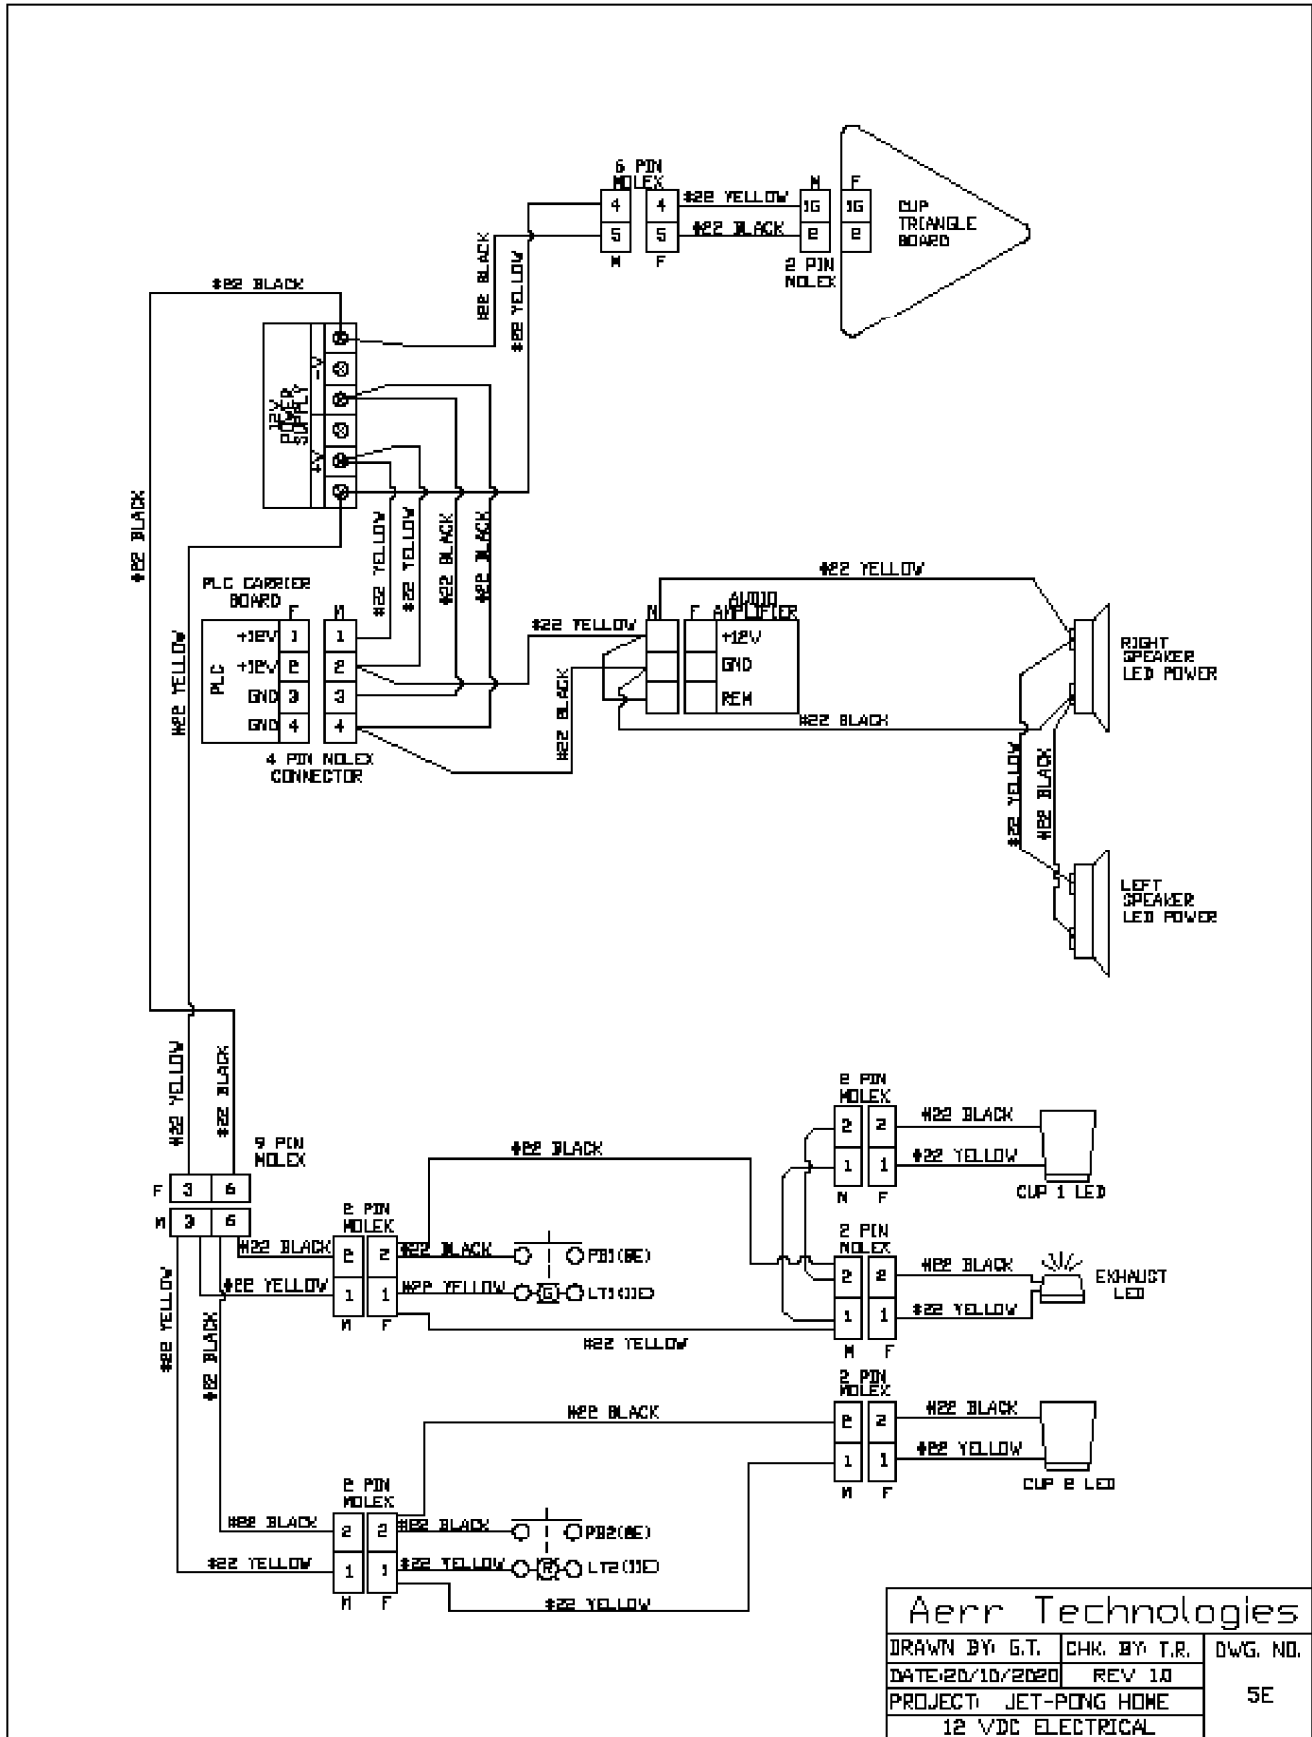 6 PIN
MOLEX
4
4
#22 YELLOW
5
5
#22 BLACK
M
F
M
F
16
16
2
2
2 PIN
MOLEX
CUP
TRIANGLE
BOARD
#22 BLACK
#22 BLACK
#22 YELLOW
12V
POWER
SUPPLY
-V
+V
#22 BLACK
#22 YELLOW
#22 YELLOW
#22 YELLOW
#22 BLACK
#22 BLACK
PLC CARRIER
BOARD
F
M
PLC
+12V 1
1
+12V 2
2
GND 3
3
GND 4
4
4 PIN MOLEX
CONNECTOR
#22 YELLOW
#22 BLACK
#22 YELLOW
M
F
AUDIO
AMPLIFIER
+12V
GND
REM
#22 BLACK
RIGHT
SPEAKER
LED POWER
#22 YELLOW
#22 BLACK
LEFT
SPEAKER
LED POWER
#22 YELLOW
#22 BLACK
9 PIN
MOLEX
F
3
6
M
3
6
#22 BLACK
#22 YELLOW
#22 YELLOW
#22 BLACK
2 PIN
MOLEX
2
2
1
1
M
F
#22 BLACK
#22 BLACK
#22 YELLOW
#22 YELLOW
G
2 PIN
MOLEX
2
2
1
1
M
F
#22 BLACK
#22 YELLOW
CUP 1 LED
2 PIN
MOLEX
2
2
1
1
M
F
#22 BLACK
#22 YELLOW
EXHAUST
LED
2 PIN
MOLEX
2
2
1
1
M
F
#22 BLACK
#22 YELLOW
CUP 2 LED
#22 BLACK
2 PIN
MOLEX
#22 BLACK
#22 YELLOW
2
2
1
1
M
F
#22 BLACK
#22 YELLOW
#22 YELLOW
R
Aerr Technologies
DRAWN BY: G.T.
CHK. BY: T.R.
DWG. NO.
DATE:20/10/2020
REV 1.0
5E
PROJECT: JET-PONG HOME
12 VDC ELECTRICAL